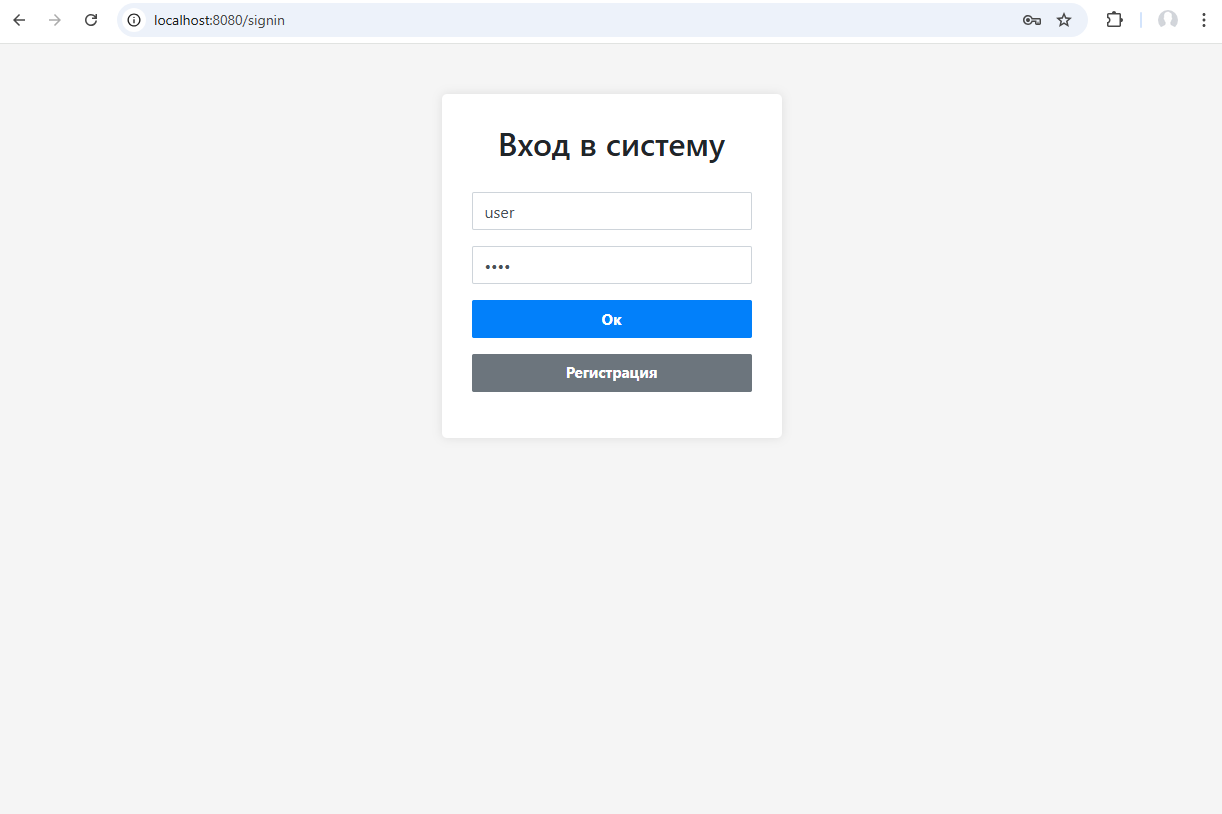 localhost:8080/signin
Вход в систему
user
••••
Ок
Регистрация